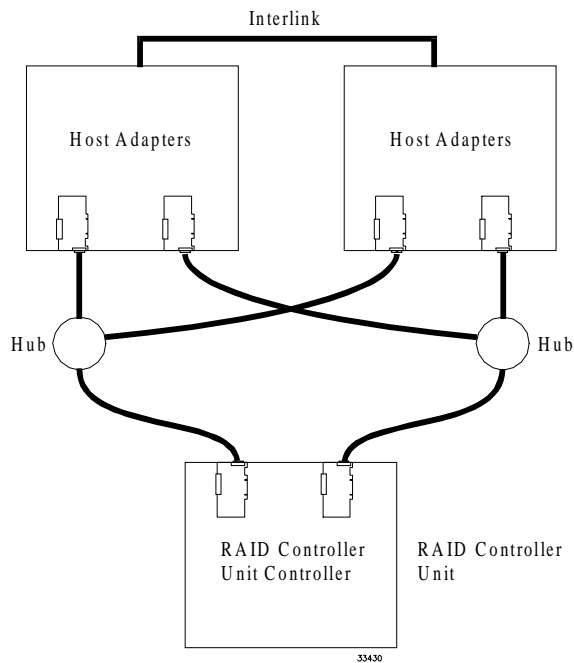 Interlink
Host Adapters
Host Adapters
Hub
Hub
RAID Controller
Unit Controller
RAID Controller
Unit
33430